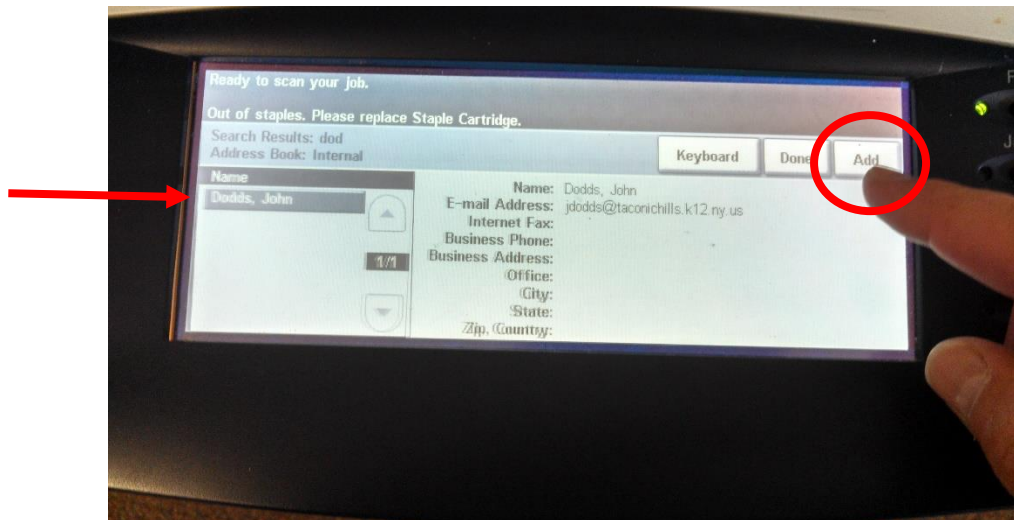 Ready to scan your job.
Out of staples. Please replace Staple Cartridge.
Search Results: dod
Address Book: Internal
Keyboard
Done
Add
Name
Dodds, John
1/1
Name: Dodds, John
E-mail Address: jdodds@taconichills.k12.ny.us
Internet Fax:
Business Phone:
Business Address:
Office:
City:
State:
Zip, Country: